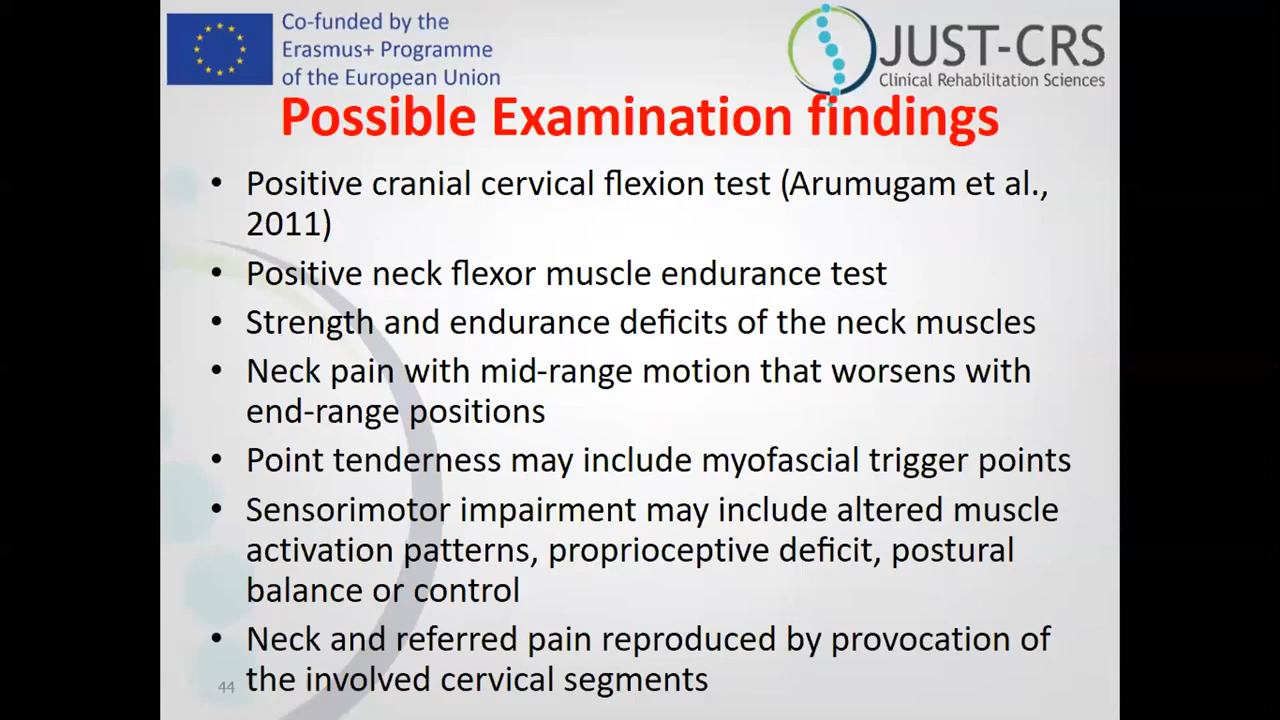 Co-funded by the
Erasmus+ Programme
of the European Union
JUST-CRS
Clinical Rehabilitation Sciences
Possible Examination findings
• Positive cranial cervical flexion test (Arumugam et al.,
2011)
• Positive neck flexor muscle endurance test
• Strength and endurance deficits of the neck muscles
• Neck pain with mid-range motion that worsens with
end-range positions
• Point tenderness may include myofascial trigger points
• Sensorimotor impairment may include altered muscle
activation patterns, proprioceptive deficit, postural
balance or control
• Neck and referred pain reproduced by provocation of
the involved cervical segments
44